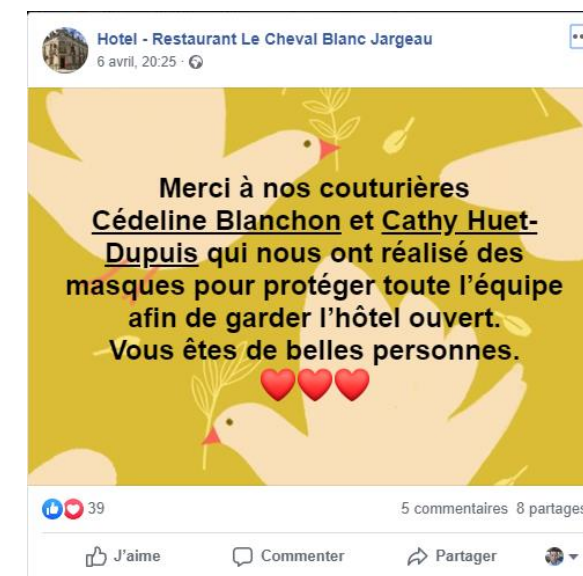 Hotel - Restaurant Le Cheval Blanc Jargeau
6 avril, 20:25 ·
Merci à nos couturières
Cédeline Blanchon et Cathy Huet-
Dupuis qui nous ont réalisé des
masques pour protéger toute l'équipe
afin de garder l'hôtel ouvert.
Vous êtes de belles personnes.
❤️❤️❤️
39
5 commentaires 8 partages
J'aime
Commenter
Partager